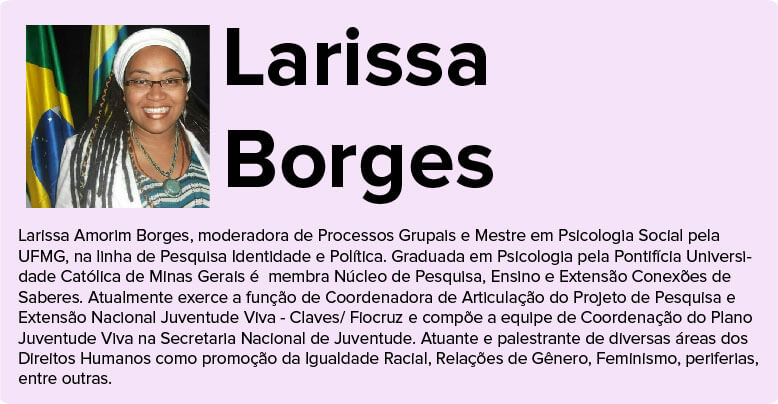 Larissa
Borges
Larissa Amorim Borges, moderadora de Processos Grupais e Mestre em Psicologia Social pela
UFMG, na linha de Pesquisa Identidade e Política. Graduada em Psicologia pela Pontifícia Universi-
dade Católica de Minas Gerais é  membra Núcleo de Pesquisa, Ensino e Extensão Conexões de
Saberes. Atualmente exerce a função de Coordenadora de Articulação do Projeto de Pesquisa e
Extensão Nacional Juventude Viva - Claves/ Fiocruz e compõe a equipe de Coordenação do Plano
Juventude Viva na Secretaria Nacional de Juventude. Atuante e palestrante de diversas áreas dos
Direitos Humanos como promoção da Igualdade Racial, Relações de Gênero, Feminismo, periferias,
entre outras.